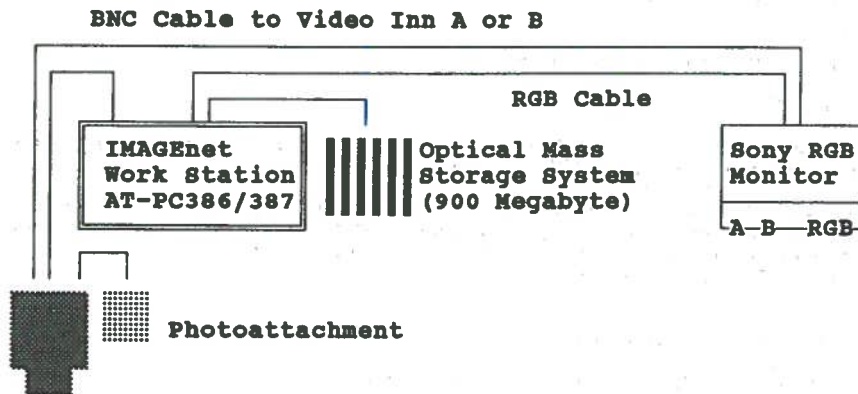 BNC Cable to Video Inn A or B
RGB Cable
IMAGEnet
Work Station
AT-PC386/387
Optical Mass
Storage System
(900 Megabyte)
Sony RGB
Monitor
A-B-RGB
Photoattachment